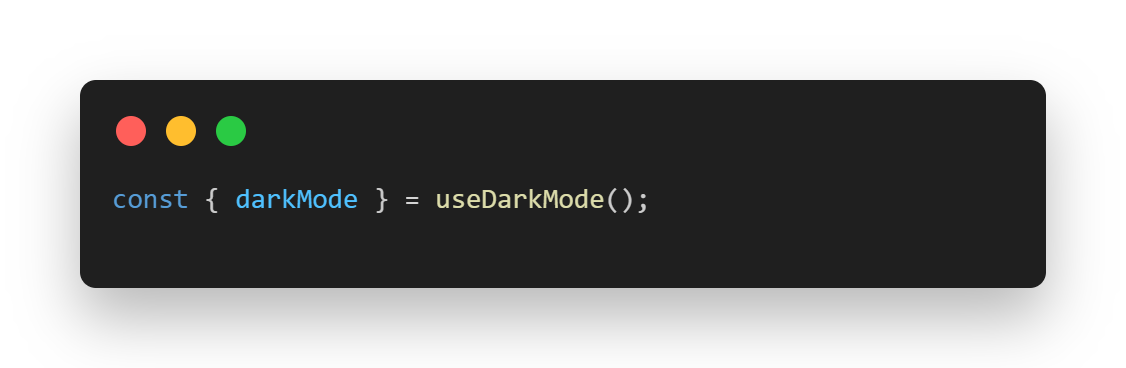 const { darkMode } = useDarkMode();